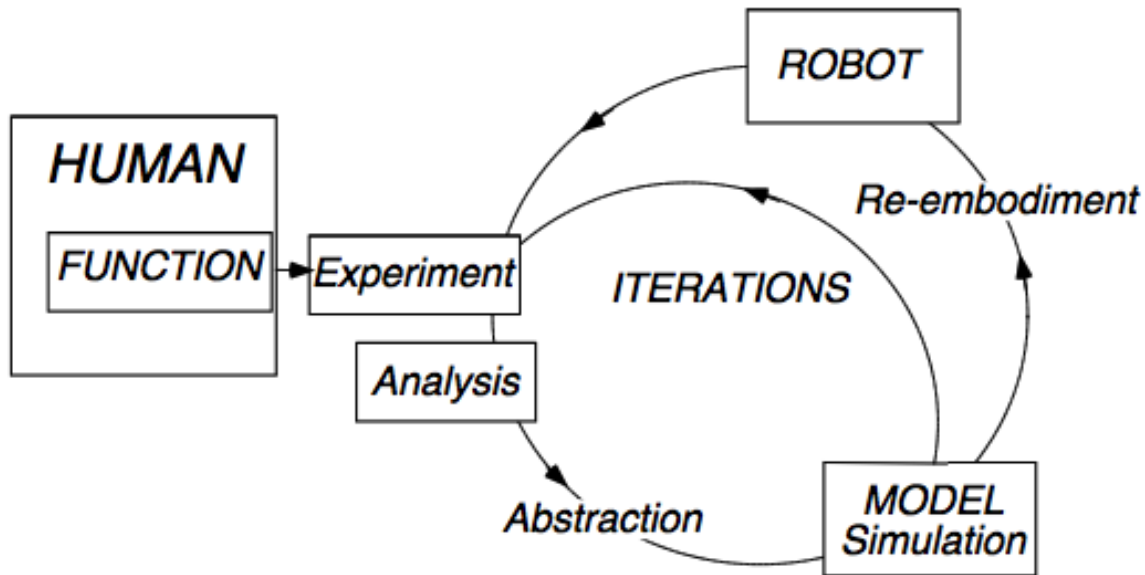 ROBOT
HUMAN
Re-embodiment
FUNCTION
Experiment
ITERATIONS
Analysis
Abstraction
MODEL
Simulation